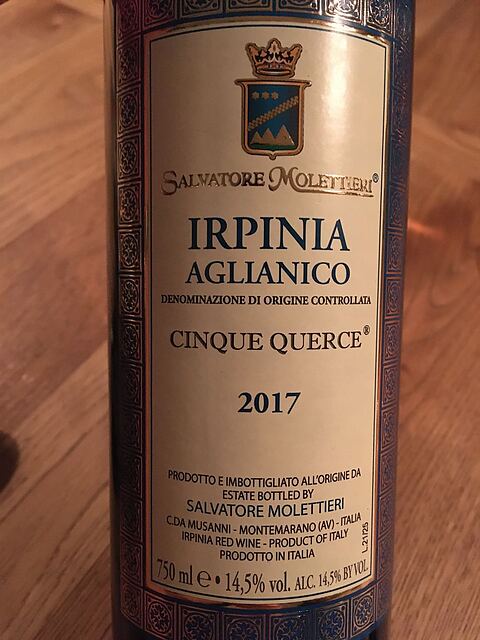 SALVATORE MOLETTIERI®
IRPINIA
AGLIANICO
DENOMINAZIONE DI ORIGINE CONTROLLATA
CINQUE QUERCE®
2017
PRODOTTO E IMBOTTIGLIATO ALL'ORIGINE DA
ESTATE BOTTLED BY
SALVATORE MOLETTIERI
C.DA MUSANNI - MONTEMARANO (AV) - ITALIA
IRPINIA RED WINE - PRODUCT OF ITALY
PRODOTTO IN ITALIA
L.21125
750 ml e • 14,5% vol. ALC. 14,5% BY VOL.